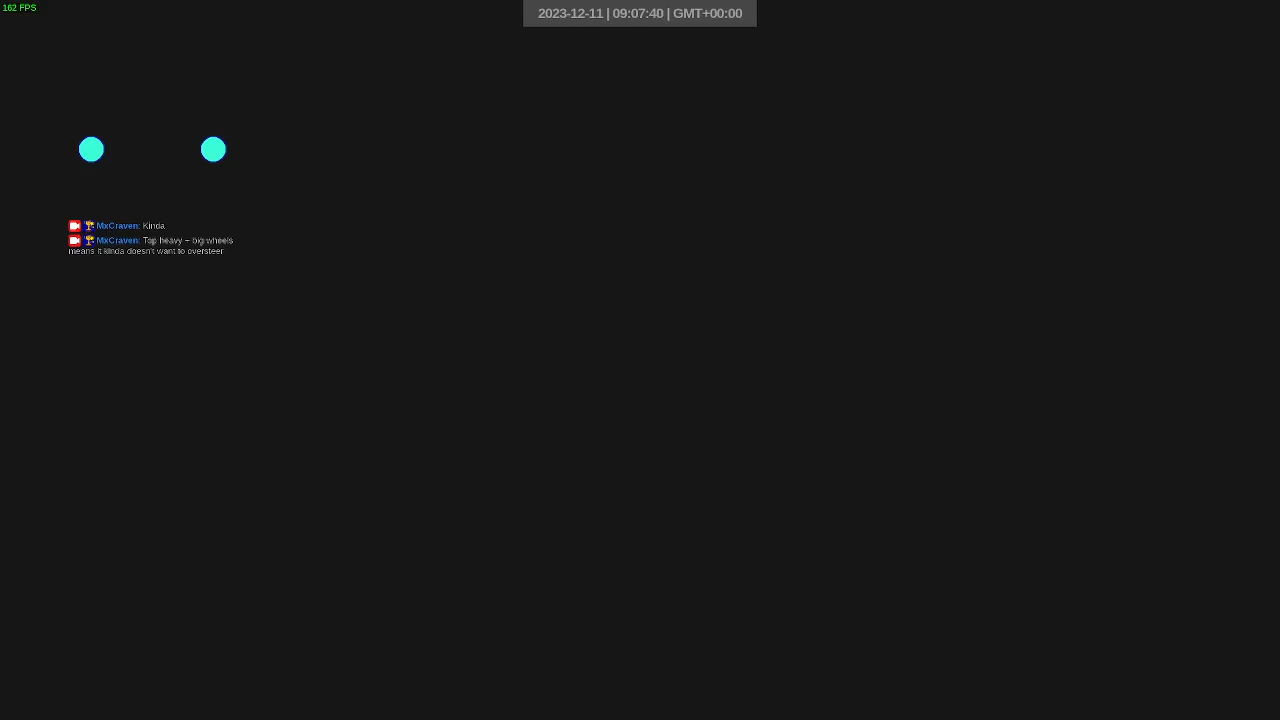 162 FPS
2023-12-11 | 09:07:40 | GMT+00:00
MxCraven: Kinda
MxCraven: Top heavy + big wheels
means it kinda doesn't want to oversteer